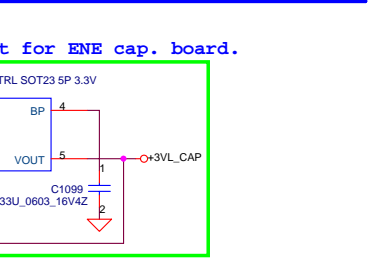 t for ENE cap. board.
TRL SOT23 5P 3.3V
BP 4
VOUT 5
+3VL_CAP
1
C1099
33U_0603_16V4Z
2